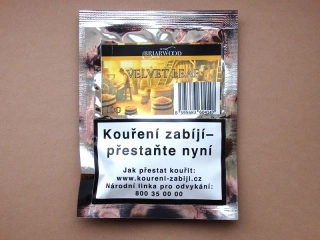 BRIARWOOD
VELVET LEAF
Kouření zabíjí–
přestaňte nyní
Jak přestat kouřit:
www.koureni-zabiji.cz
Národní linka pro odvykání:
800 35 00 00